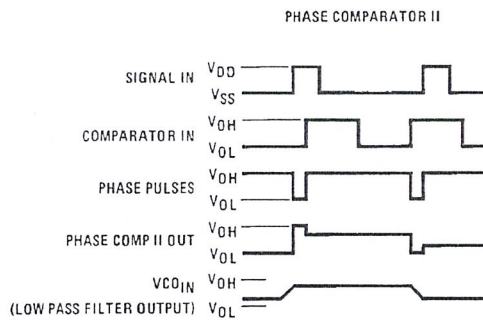 PHASE COMPARATOR II
SIGNAL IN VDD
VSS
COMPARATOR IN VOH
VOL
PHASE PULSES VOH
VOL
PHASE COMP II OUT VOH
VOL
VCOIN VOH
(LOW PASS FILTER OUTPUT) VOL